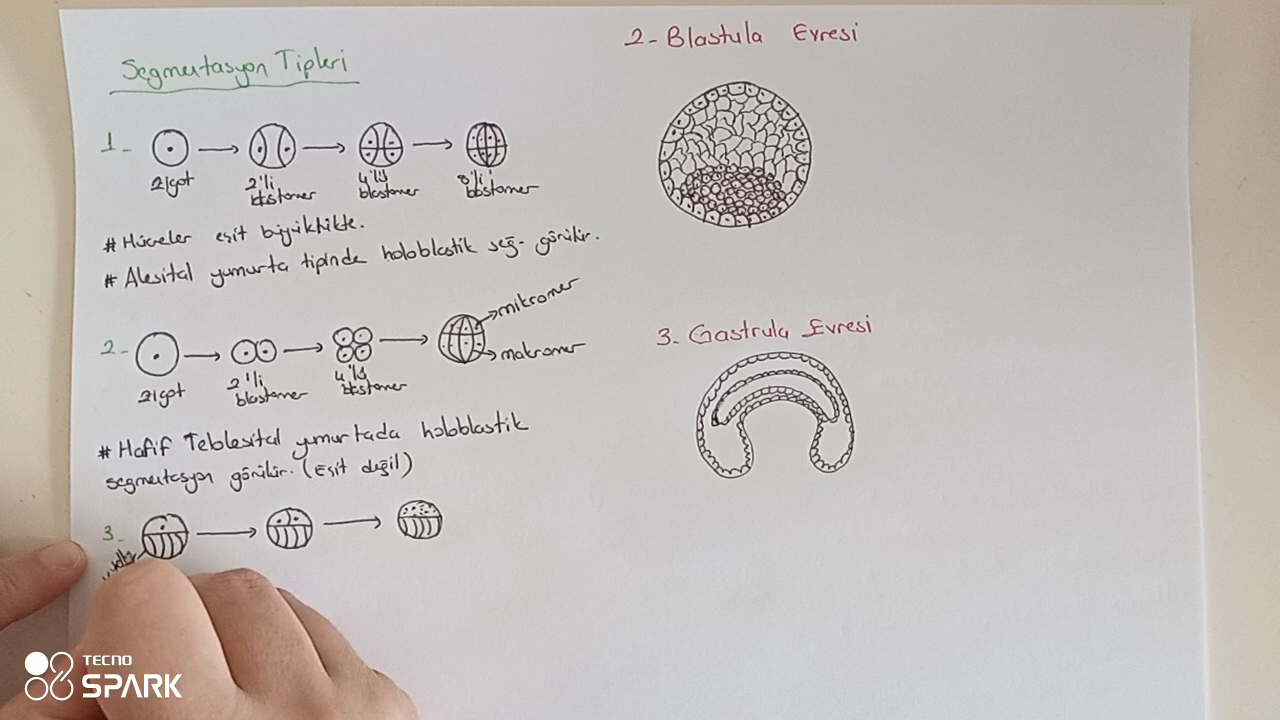 Segmentasyon Tipleri
1-
zigot
2'li
blastomer
4'lü
blastomer
8'li
blastomer
# Hücreler eşit büyüklükte.
# Alesital yumurta tipinde holoblastik seg- görülür.
2-
zigot
2'li
blastomer
4'lü
blastomer
mikromer
makromer
# Hafif Teblesital yumurtada holoblastik
segmentasyon görülür. (Eşit değil)
3-
2- Blastula Evresi
3. Gastrula Evresi
TECNO
SPARK